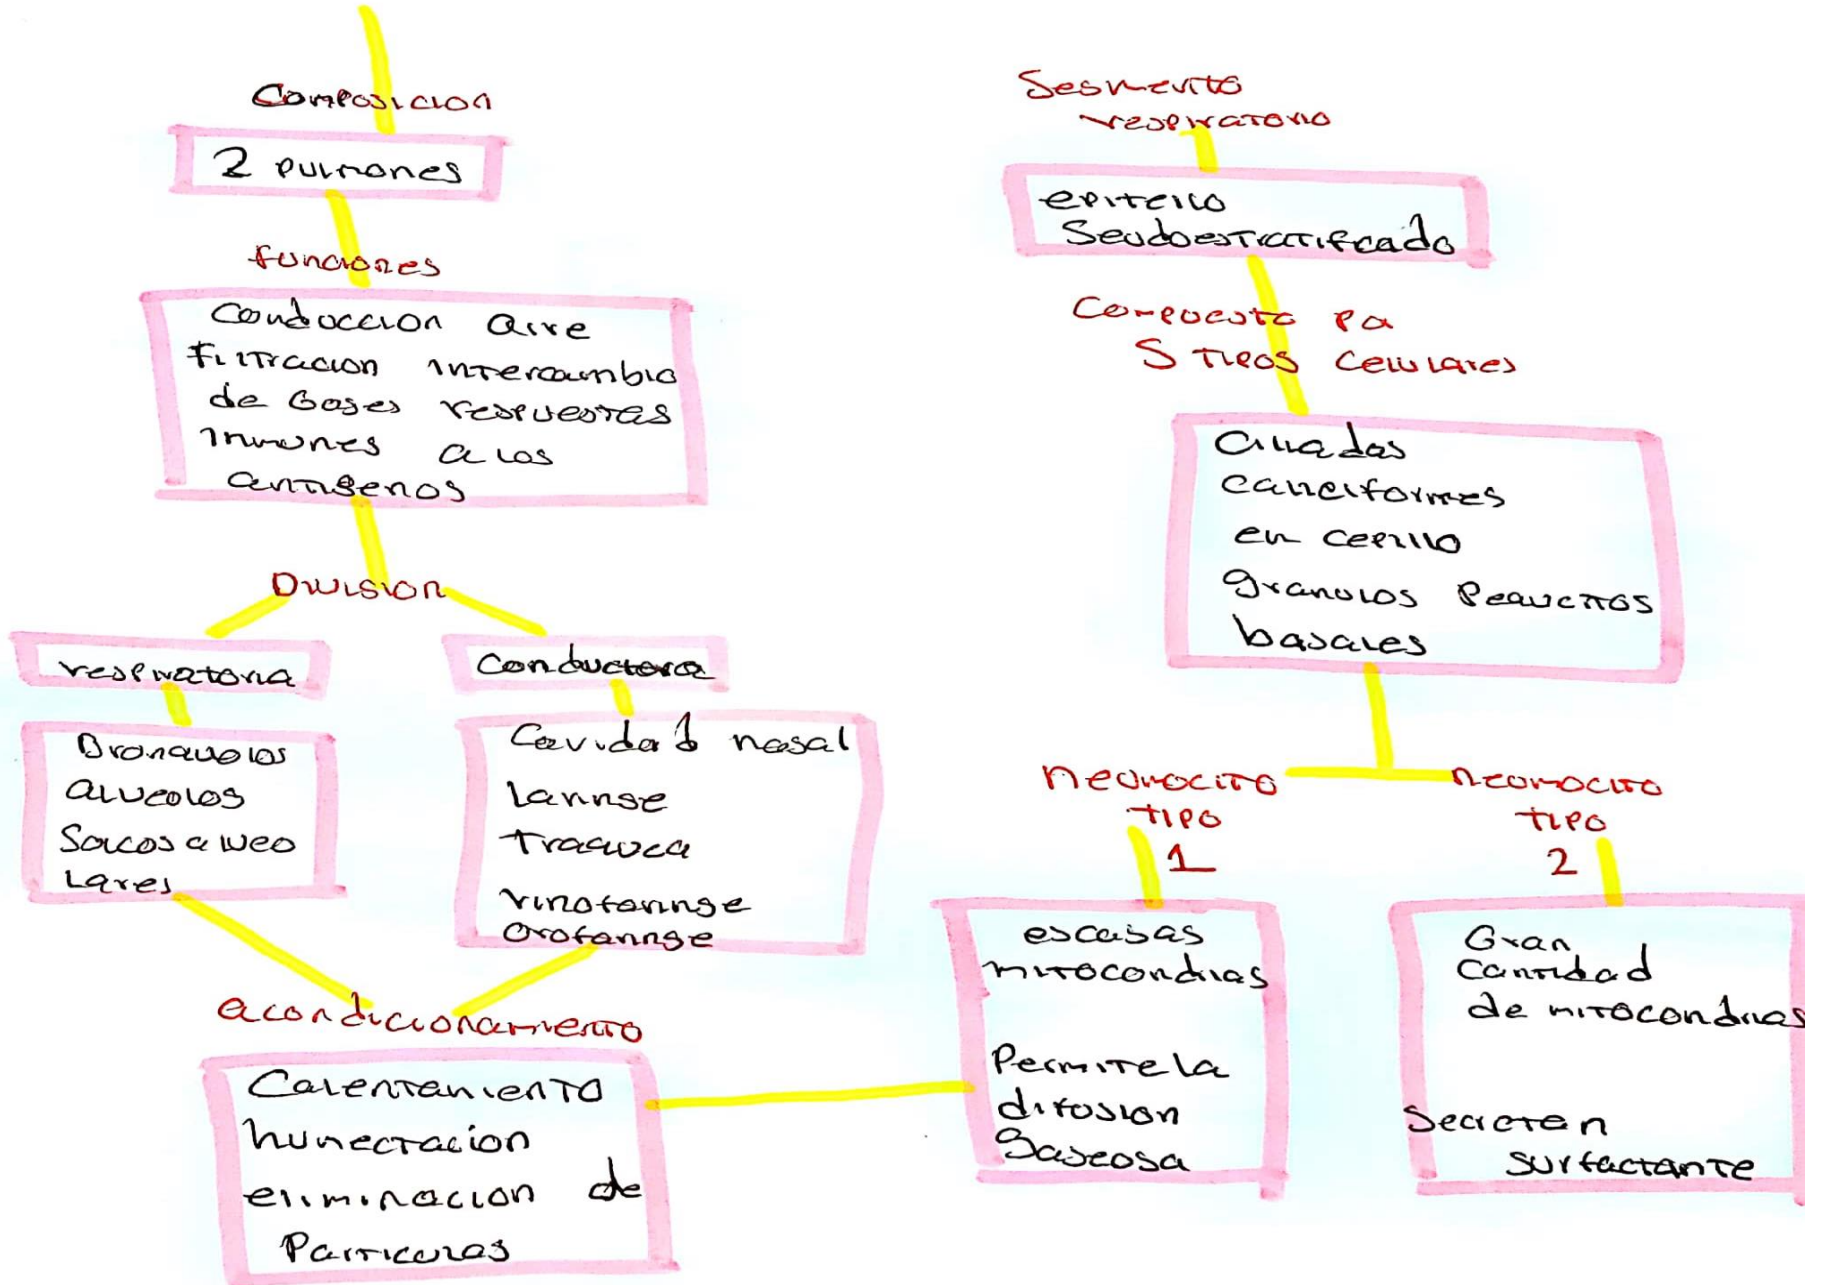 Composicion
2 pulmones
funciones
Conduccion aire
Filtracion intercambio
de Gases respuestas
inmunes a los
antigenos
Division
respiratoria
Conductora
Bronquiolos
alveolos
Sacos alveo
Lares
Cavidad nasal
Laringe
Traquea
rinofaringe
Orofaringe
acondicionamiento
Calentamiento
humectacion
eliminacion de
Particulas
Segmento
respiratorio
epitelio
Seudoestratificado
Compuesto por
5 tipos Celulares
Ciliadas
caliciformes
en cepillo
granulos pequeños
basales
neumocito
tipo
1
escasas
mitocondrias
Permite la
difusion
Gaseosa
neumocito
tipo
2
Gran
Cantidad
de mitocondrias
Secreten
surfactante